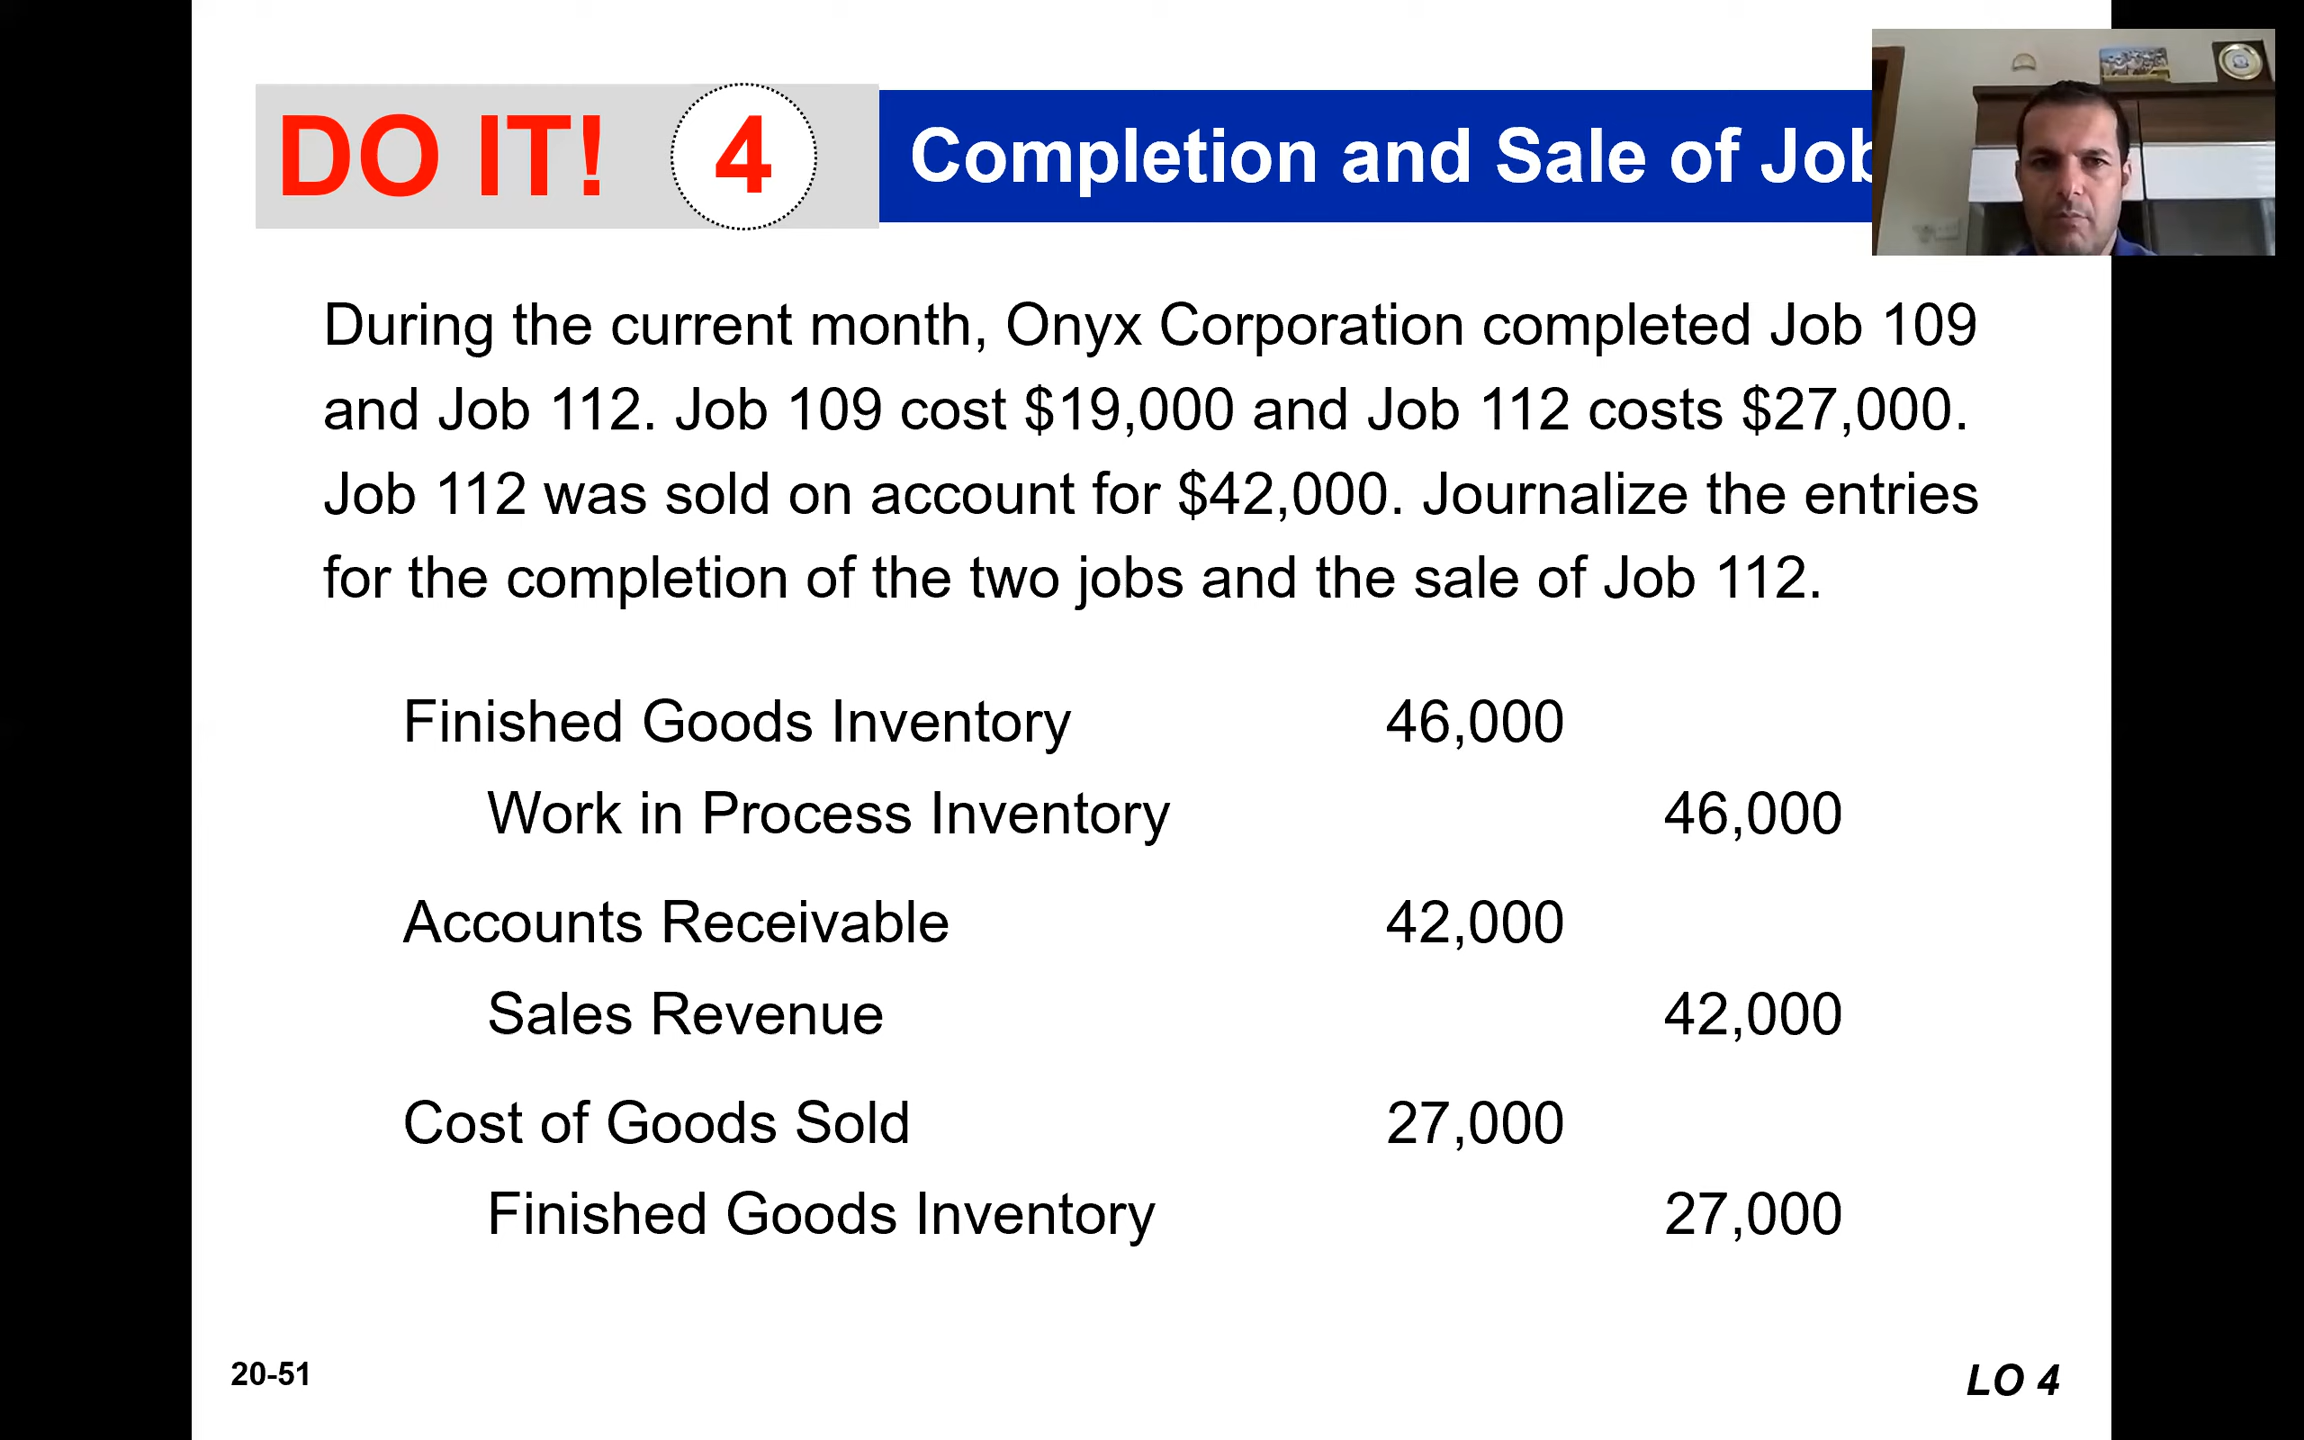 DO IT! 4 Completion and Sale of Job
During the current month, Onyx Corporation completed Job 109
and Job 112. Job 109 cost $19,000 and Job 112 costs $27,000.
Job 112 was sold on account for $42,000. Journalize the entries
for the completion of the two jobs and the sale of Job 112.
Finished Goods Inventory 46,000
Work in Process Inventory 46,000
Accounts Receivable 42,000
Sales Revenue 42,000
Cost of Goods Sold 27,000
Finished Goods Inventory 27,000
20-51 LO 4